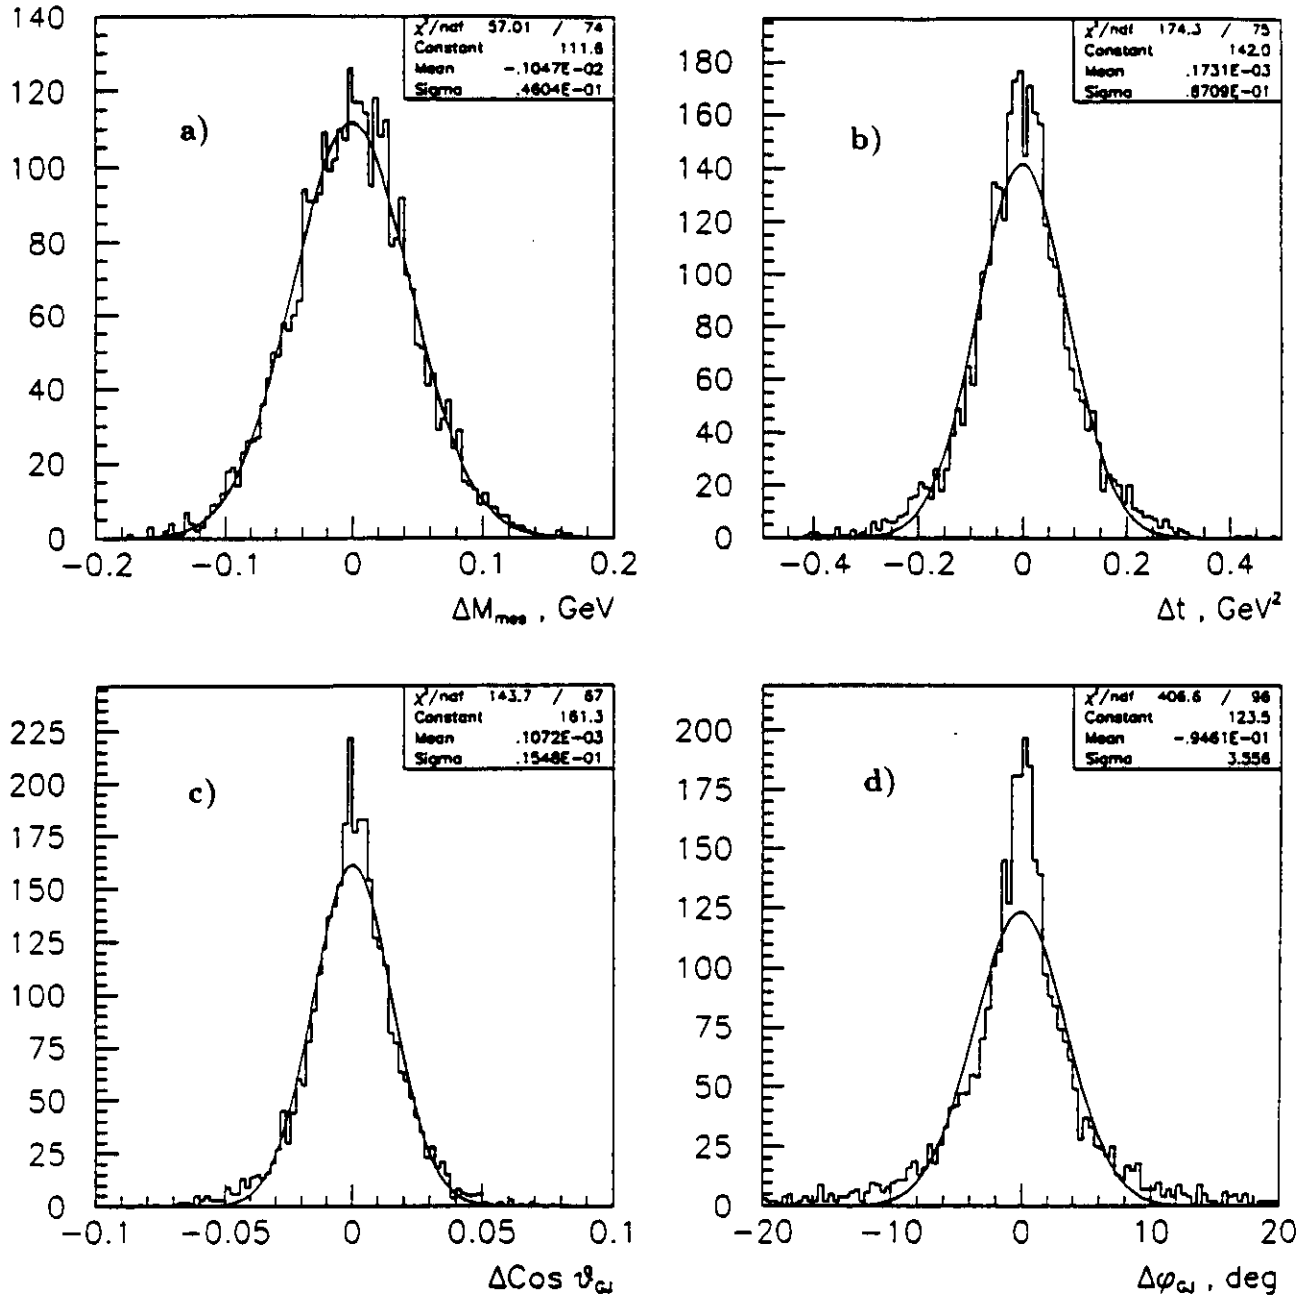 χ²/ndf 57.01 / 74
Constant 111.6
Mean -.1047E-02
Sigma .4604E-01
a)
140
120
100
80
60
40
20
0
-0.2 -0.1 0 0.1 0.2
ΔM_mes , GeV
χ²/ndf 174.3 / 75
Constant 142.0
Mean .1731E-03
Sigma .8709E-01
b)
180
160
140
120
100
80
60
40
20
0
-0.4 -0.2 0 0.2 0.4
Δt , GeV²
χ²/ndf 143.7 / 67
Constant 161.3
Mean .1072E-03
Sigma .1548E-01
c)
225
200
175
150
125
100
75
50
25
0
-0.1 -0.05 0 0.05 0.1
ΔCos ϑ_GJ
χ²/ndf 406.6 / 96
Constant 123.5
Mean -.9461E-01
Sigma 3.556
d)
200
175
150
125
100
75
50
25
0
-20 -10 0 10 20
Δφ_GJ , deg